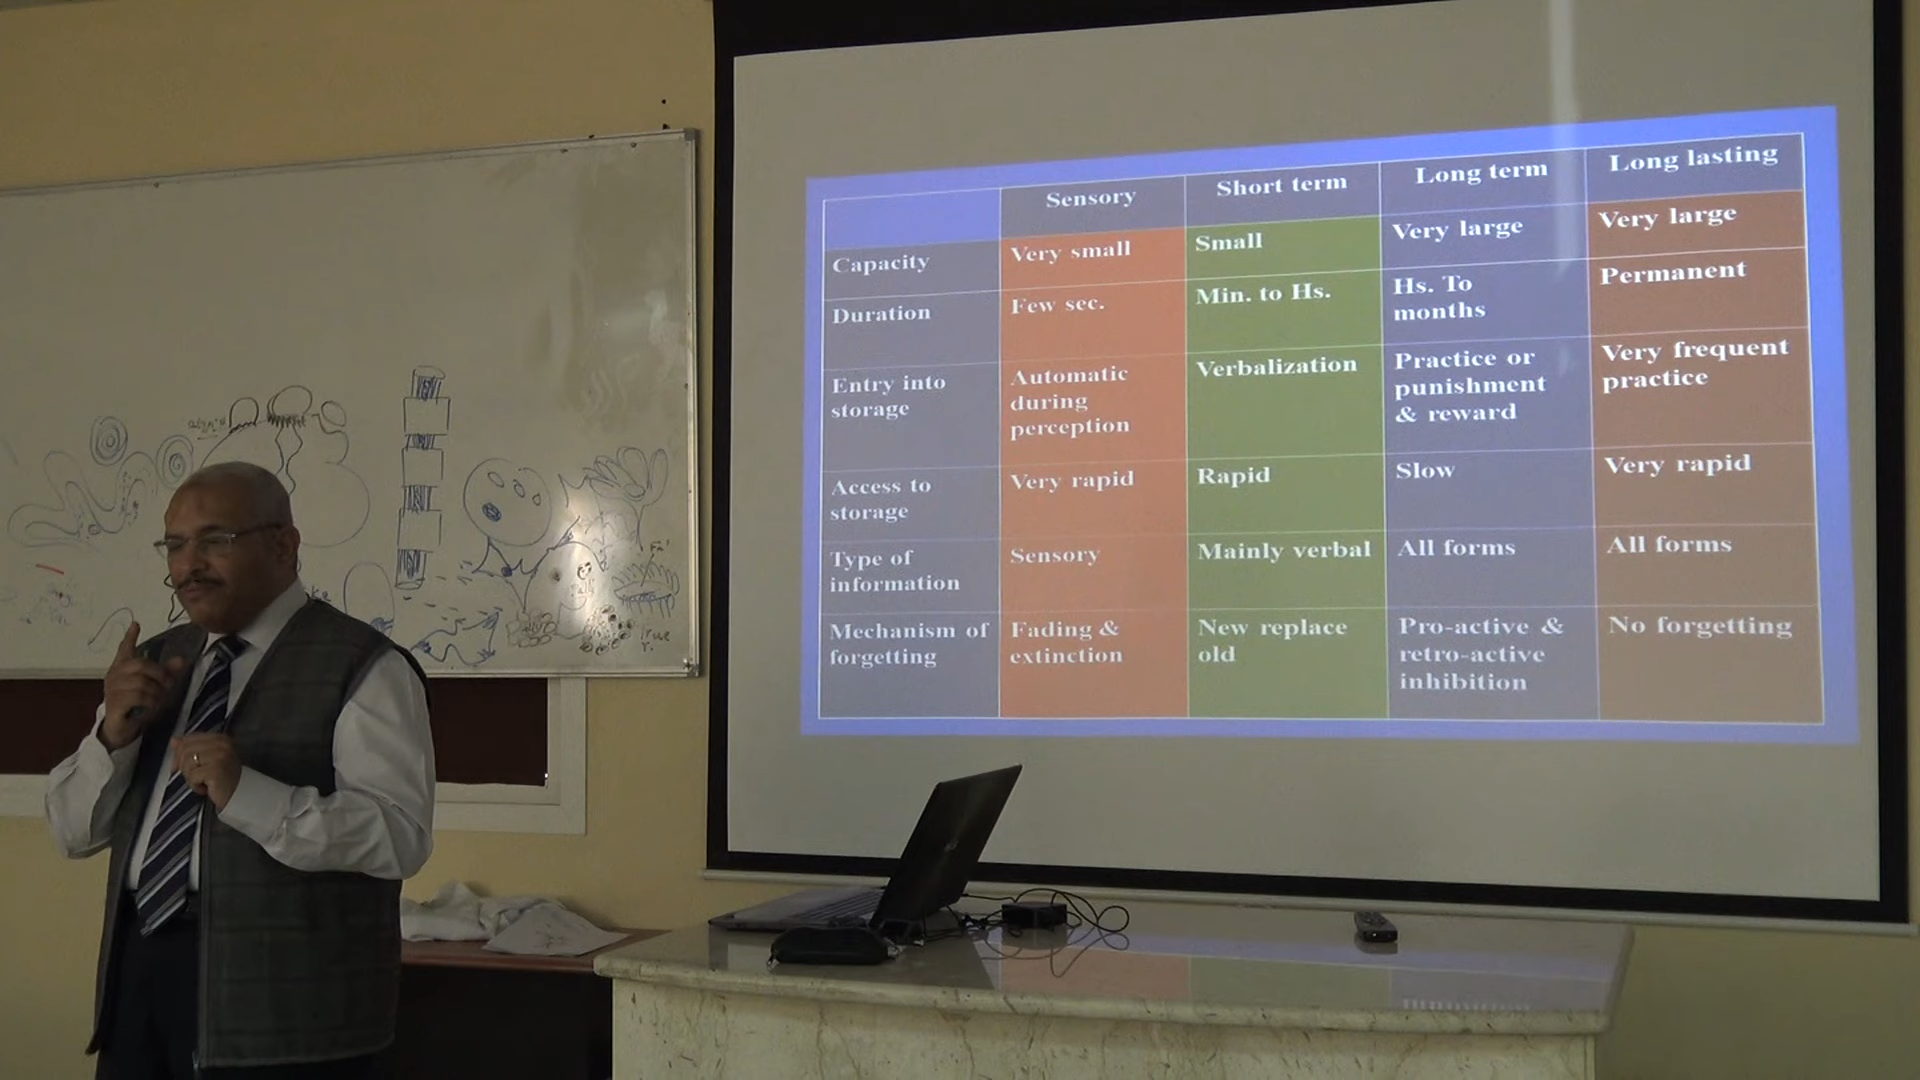 Sensory Short term Long term Long lasting
Capacity Very small Small Very large Very large
Duration Few sec. Min. to Hs. Hs. To
months Permanent
Entry into
storage Automatic
during
perception Verbalization Practice or
punishment
& reward Very frequent
practice
Access to
storage Very rapid Rapid Slow Very rapid
Type of
information Sensory Mainly verbal All forms All forms
Mechanism of
forgetting Fading &
extinction New replace
old Pro-active &
retro-active
inhibition No forgetting